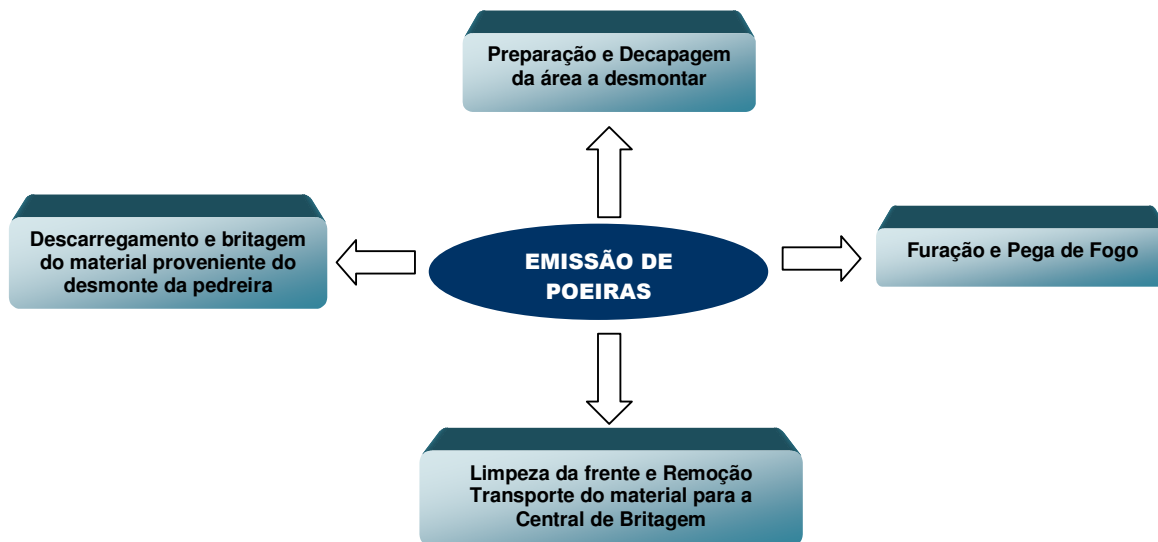 Preparação e Decapagem
da área a desmontar
Descarregamento e britagem
do material proveniente do
desmonte da pedreira
EMISSÃO DE
POEIRAS
Furação e Pega de Fogo
Limpeza da frente e Remoção
Transporte do material para a
Central de Britagem